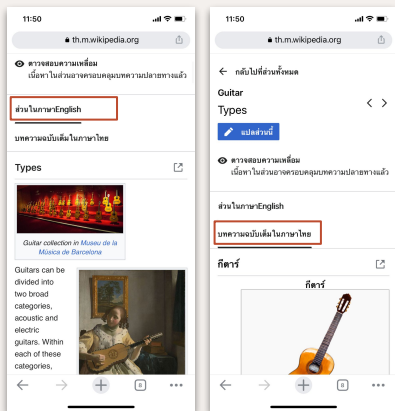 11:50
th.m.wikipedia.org
ตรวจสอบความเหลื่อม
เนื้อหาในส่วนอาจครอบคลุมบทความปลายทางแล้ว
ส่วนในภาษาEnglish
บทความฉบับเต็มในภาษาไทย
Types
Guitar collection in Museu de la
Música de Barcelona
Guitars can be
divided into
two broad
categories,
acoustic and
electric
guitars. Within
each of these
categories,
8
11:50
th.m.wikipedia.org
กลับไปที่ส่วนทั้งหมด
Guitar
Types
แปลส่วนนี้
ตรวจสอบความเหลื่อม
เนื้อหาในส่วนอาจครอบคลุมบทความปลายทางแล้ว
ส่วนในภาษาEnglish
บทความฉบับเต็มในภาษาไทย
กีตาร์
กีตาร์
8